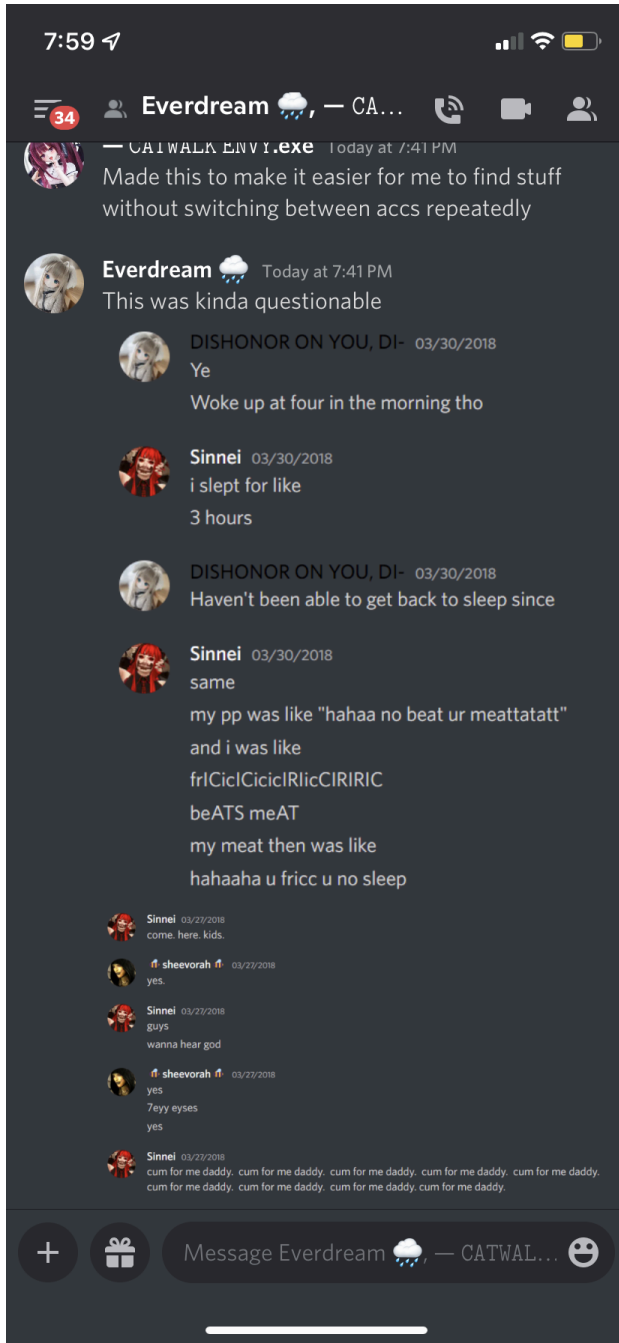 7:59
34
Everdream 🌧️, — CA...
— CATWALK ENVY.exe Today at 7:41 PM
Made this to make it easier for me to find stuff
without switching between accs repeatedly
Everdream 🌧️ Today at 7:41 PM
This was kinda questionable
DISHONOR ON YOU, DI- 03/30/2018
Ye
Woke up at four in the morning tho
Sinnei 03/30/2018
i slept for like
3 hours
DISHONOR ON YOU, DI- 03/30/2018
Haven't been able to get back to sleep since
Sinnei 03/30/2018
same
my pp was like "hahaa no beat ur meattatatt"
and i was like
frICicICicicIRIicCIRIRIC
beATS meAT
my meat then was like
hahaaha u fricc u no sleep
Sinnei 03/27/2018
come. here. kids.
sheevorah 03/27/2018
yes.
Sinnei 03/27/2018
guys
wanna hear god
sheevorah 03/27/2018
yes
7eyy eyses
yes
Sinnei 03/27/2018
cum for me daddy. cum for me daddy. cum for me daddy. cum for me daddy. cum for me daddy.
cum for me daddy. cum for me daddy. cum for me daddy. cum for me daddy.
Message Everdream 🌧️, — CATWAL...